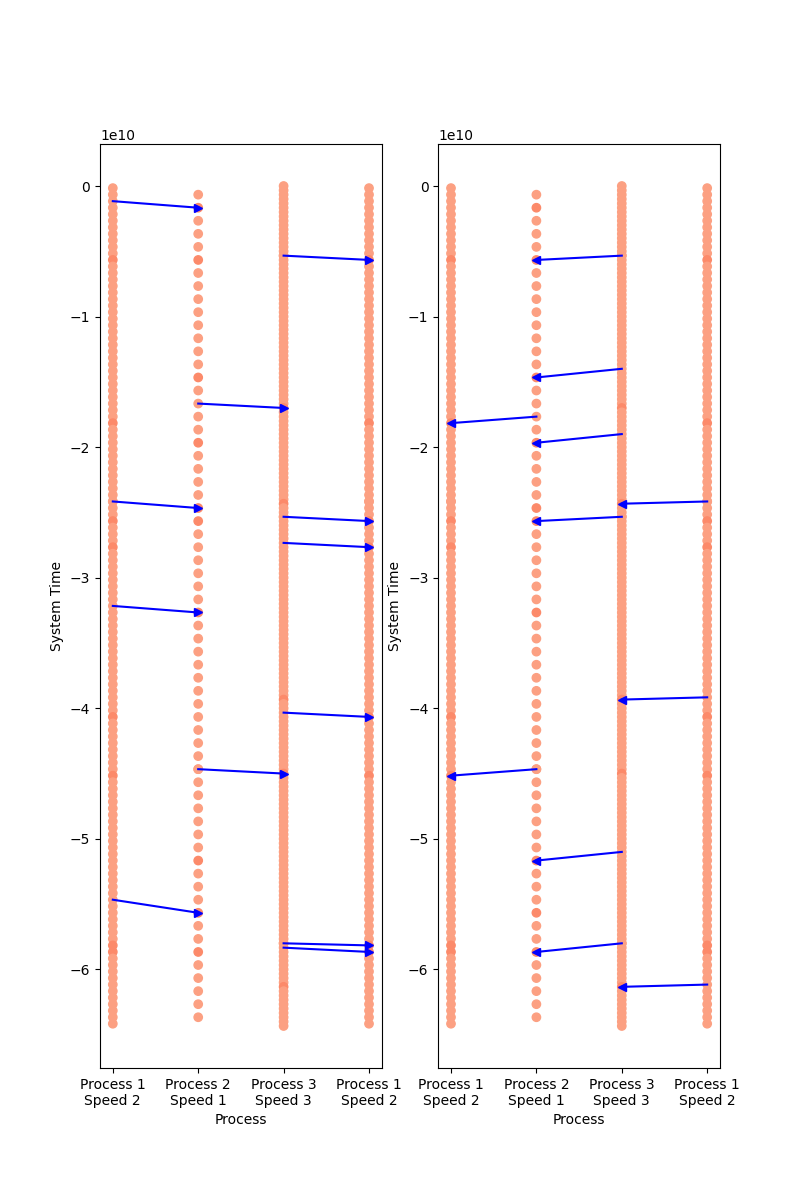 1e10
0
−1
−2
−3
−4
−5
−6
System Time
Process 1
Speed 2
Process 2
Speed 1
Process 3
Speed 3
Process 1
Speed 2
Process
1e10
0
−1
−2
−3
−4
−5
−6
System Time
Process 1
Speed 2
Process 2
Speed 1
Process 3
Speed 3
Process 1
Speed 2
Process